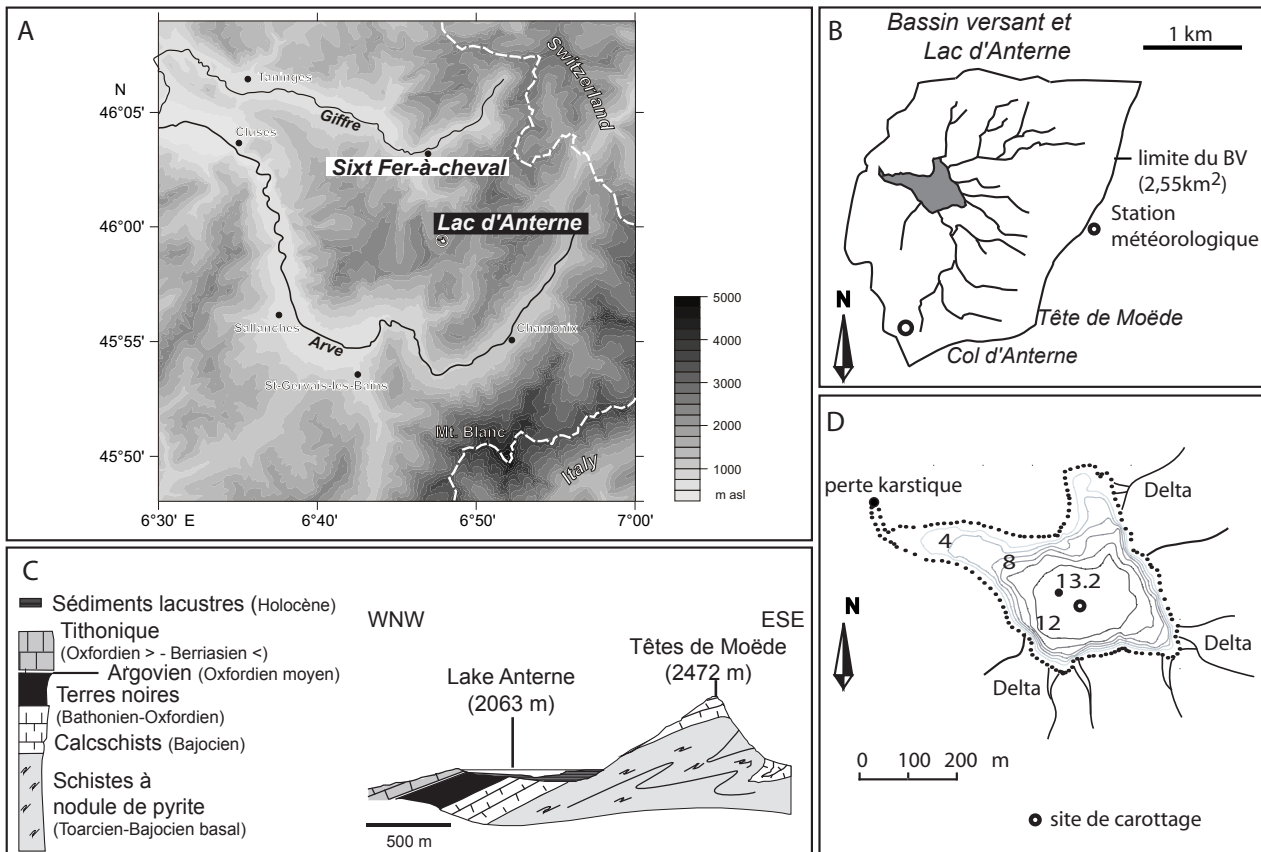 A
N
46°05'
46°00'
45°55'
45°50'
6°30' E
6°40'
6°50'
7°00'
Taninges
Giffre
Cluses
Switzerland
Sixt Fer-à-cheval
Lac d'Anterne
Sallanches
Arve
Chamonix
St-Gervais-les-Bains
Mt. Blanc
Italy
5000
4000
3000
2000
1000
m asl
B
Bassin versant et
Lac d'Anterne
1 km
limite du BV
(2,55km2)
Station
météorologique
N
Tête de Moëde
Col d'Anterne
C
Sédiments lacustres (Holocène)
Tithonique
(Oxfordien > - Berriasien <)
Argovien (Oxfordien moyen)
Terres noires
(Bathonien-Oxfordien)
Calcschists (Bajocien)
Schistes à
nodule de pyrite
(Toarcien-Bajocien basal)
WNW
ESE
Têtes de Moëde
(2472 m)
Lake Anterne
(2063 m)
500 m
D
perte karstique
Delta
4
8
13.2
12
N
Delta
Delta
0 100 200 m
site de carottage